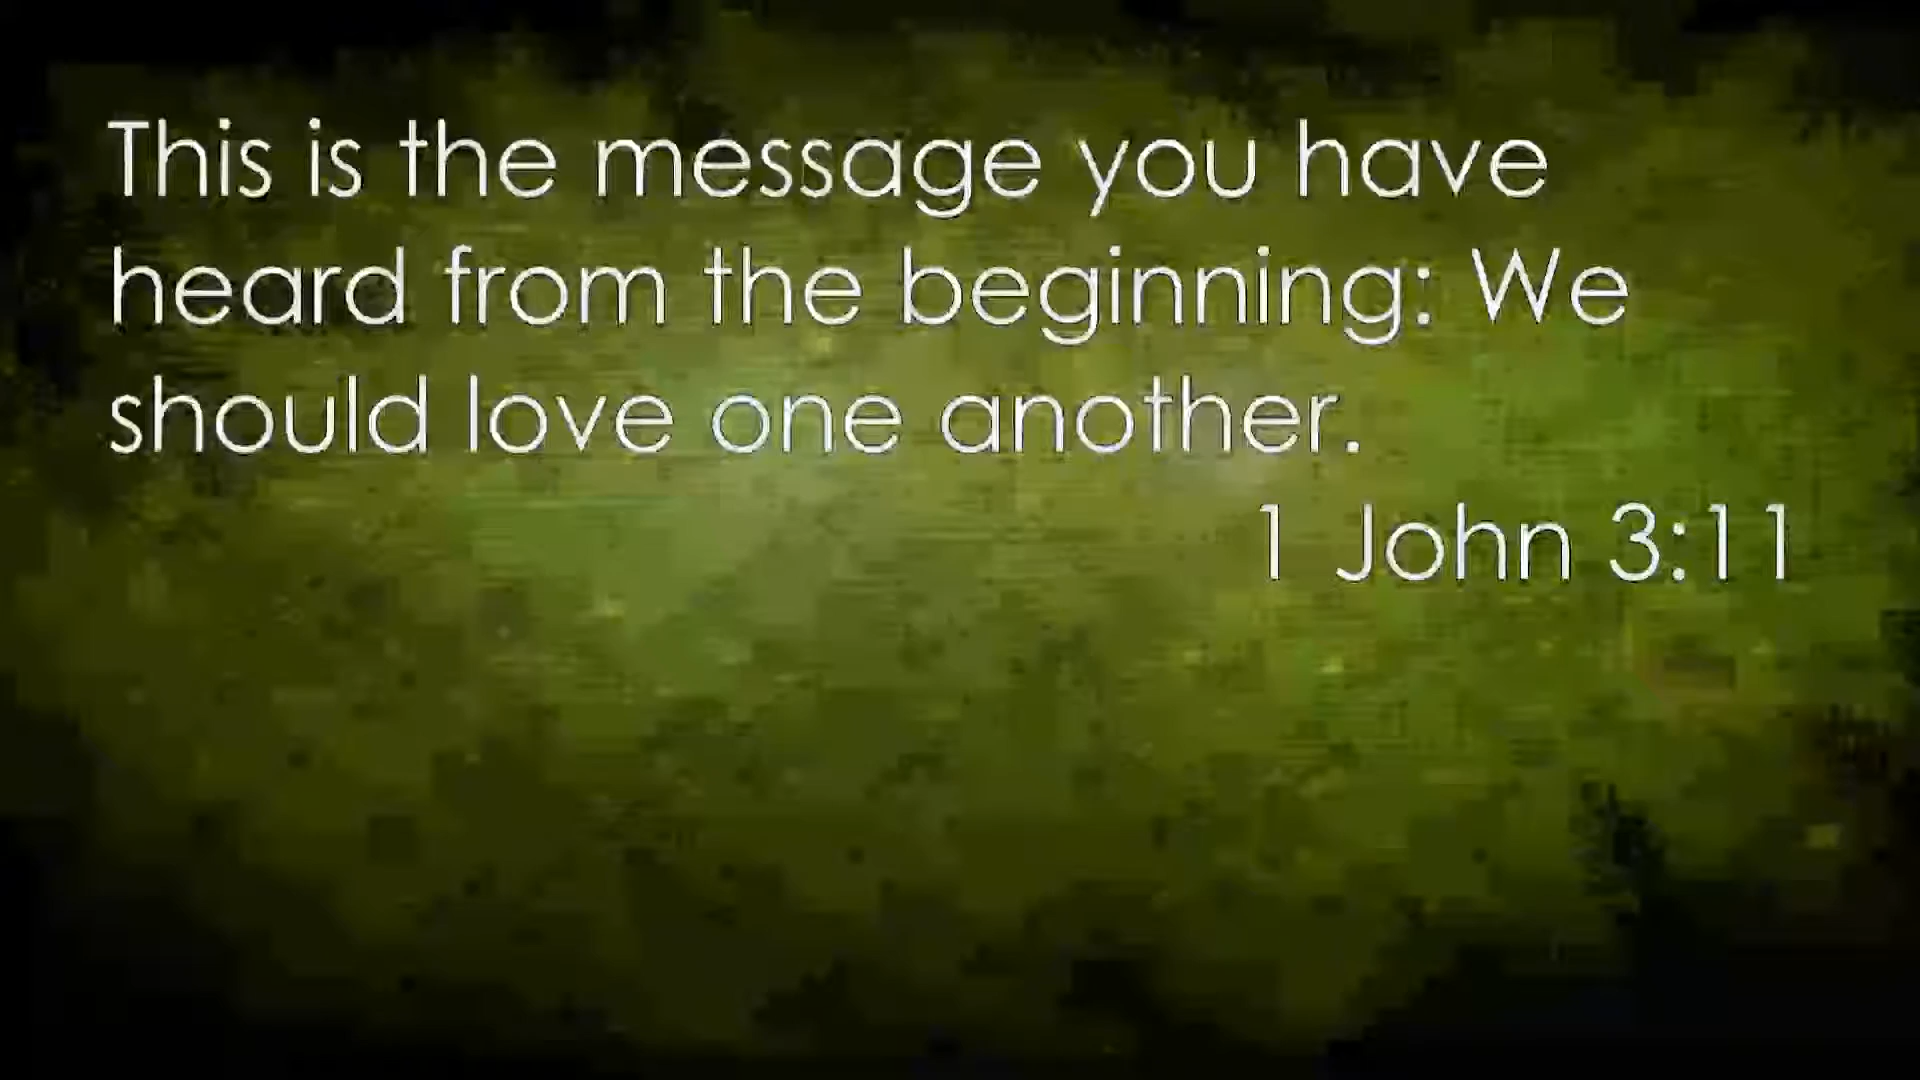 This is the message you have
heard from the beginning: We
should love one another.
1 John 3:11